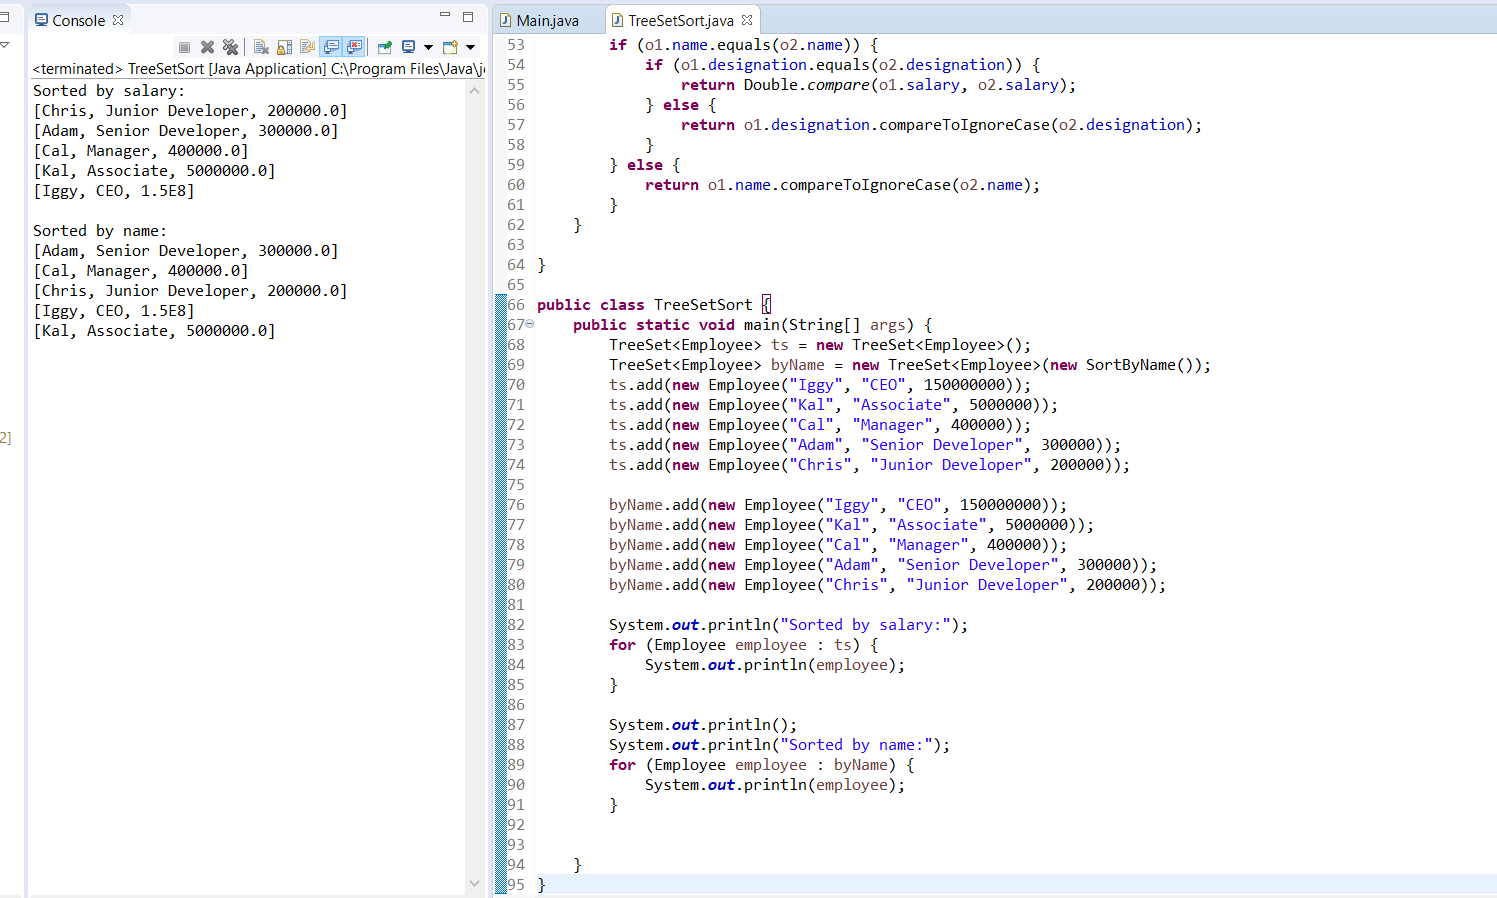 Console
<terminated> TreeSetSort [Java Application] C:\Program Files\Java\j
Sorted by salary:
[Chris, Junior Developer, 200000.0]
[Adam, Senior Developer, 300000.0]
[Cal, Manager, 400000.0]
[Kal, Associate, 5000000.0]
[Iggy, CEO, 1.5E8]

Sorted by name:
[Adam, Senior Developer, 300000.0]
[Cal, Manager, 400000.0]
[Chris, Junior Developer, 200000.0]
[Iggy, CEO, 1.5E8]
[Kal, Associate, 5000000.0]
2]
Main.java TreeSetSort.java
53         if (o1.name.equals(o2.name)) {
54             if (o1.designation.equals(o2.designation)) {
55                 return Double.compare(o1.salary, o2.salary);
56             } else {
57                 return o1.designation.compareToIgnoreCase(o2.designation);
58             }
59         } else {
60             return o1.name.compareToIgnoreCase(o2.name);
61         }
62     }
63
64 }
65
66 public class TreeSetSort {
67     public static void main(String[] args) {
68         TreeSet<Employee> ts = new TreeSet<Employee>();
69         TreeSet<Employee> byName = new TreeSet<Employee>(new SortByName());
70         ts.add(new Employee("Iggy", "CEO", 150000000));
71         ts.add(new Employee("Kal", "Associate", 5000000));
72         ts.add(new Employee("Cal", "Manager", 400000));
73         ts.add(new Employee("Adam", "Senior Developer", 300000));
74         ts.add(new Employee("Chris", "Junior Developer", 200000));
75
76         byName.add(new Employee("Iggy", "CEO", 150000000));
77         byName.add(new Employee("Kal", "Associate", 5000000));
78         byName.add(new Employee("Cal", "Manager", 400000));
79         byName.add(new Employee("Adam", "Senior Developer", 300000));
80         byName.add(new Employee("Chris", "Junior Developer", 200000));
81
82         System.out.println("Sorted by salary:");
83         for (Employee employee : ts) {
84             System.out.println(employee);
85         }
86
87         System.out.println();
88         System.out.println("Sorted by name:");
89         for (Employee employee : byName) {
90             System.out.println(employee);
91         }
92
93
94     }
95 }